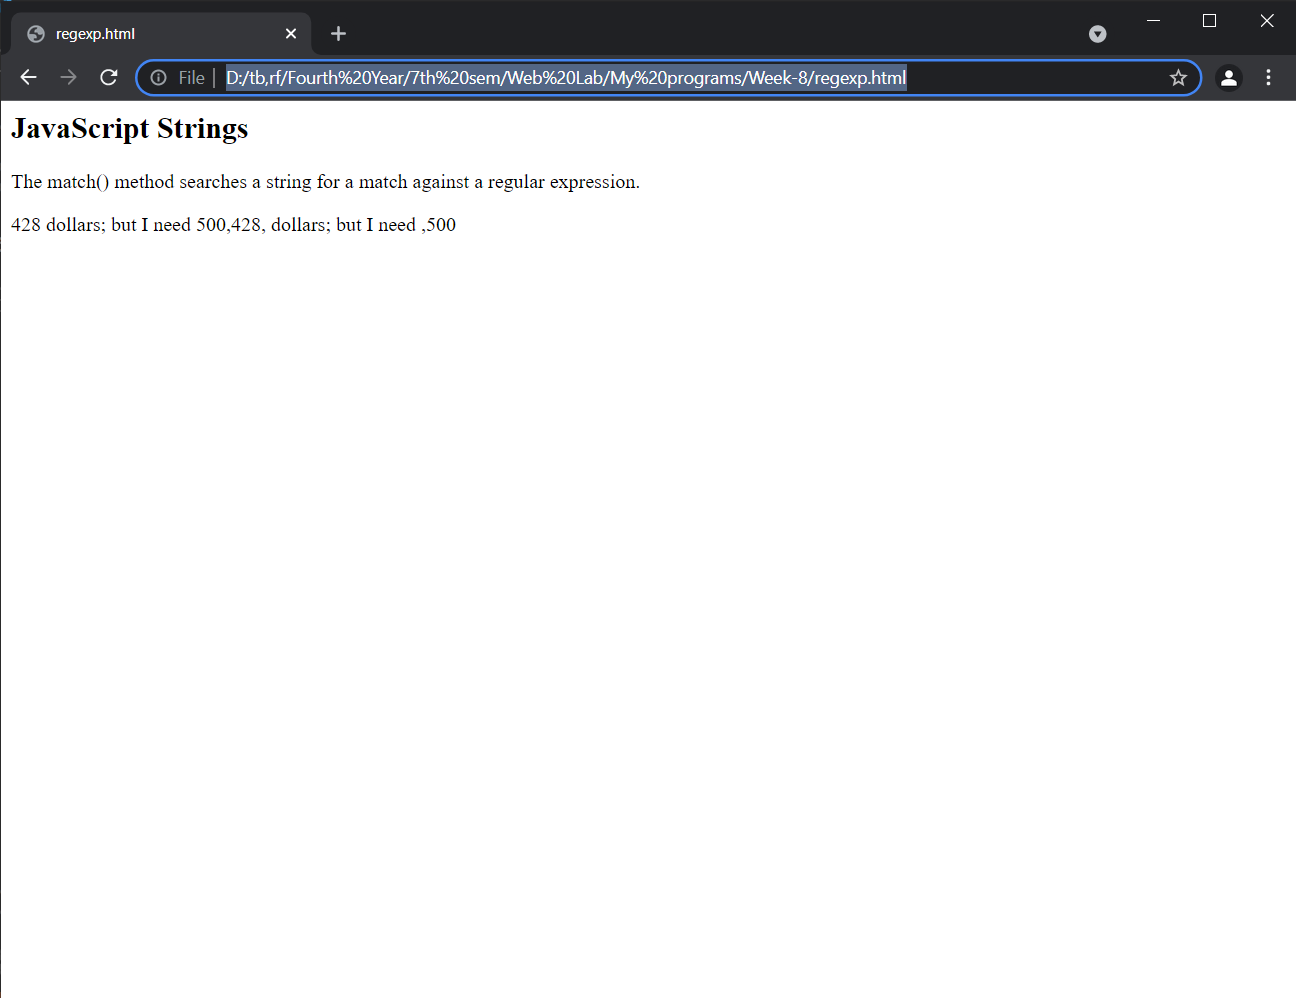 regexp.html
File | D:/tb,rf/Fourth%20Year/7th%20sem/Web%20Lab/My%20programs/Week-8/regexp.html
JavaScript Strings
The match() method searches a string for a match against a regular expression.
428 dollars; but I need 500,428, dollars; but I need ,500